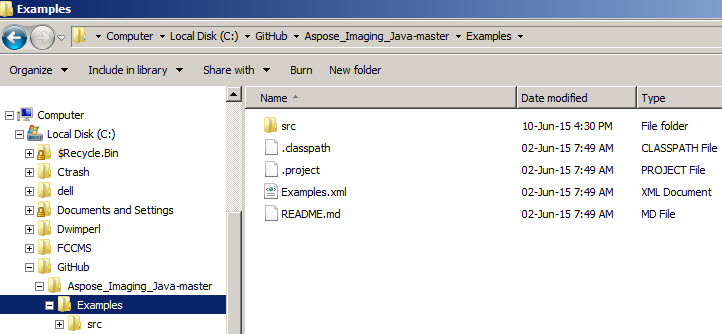 Examples
Computer Local Disk (C:) GitHub Aspose_Imaging_Java-master Examples
Organize Include in library Share with Burn New folder
Computer
Local Disk (C:)
$Recycle.Bin
Ctrash
dell
Documents and Settings
Dwimperl
FCCMS
GitHub
Aspose_Imaging_Java-master
Examples
src
Name Date modified Type
src 10-Jun-15 4:30 PM File folder
.classpath 02-Jun-15 7:49 AM CLASSPATH File
.project 02-Jun-15 7:49 AM PROJECT File
Examples.xml 02-Jun-15 7:49 AM XML Document
README.md 02-Jun-15 7:49 AM MD File